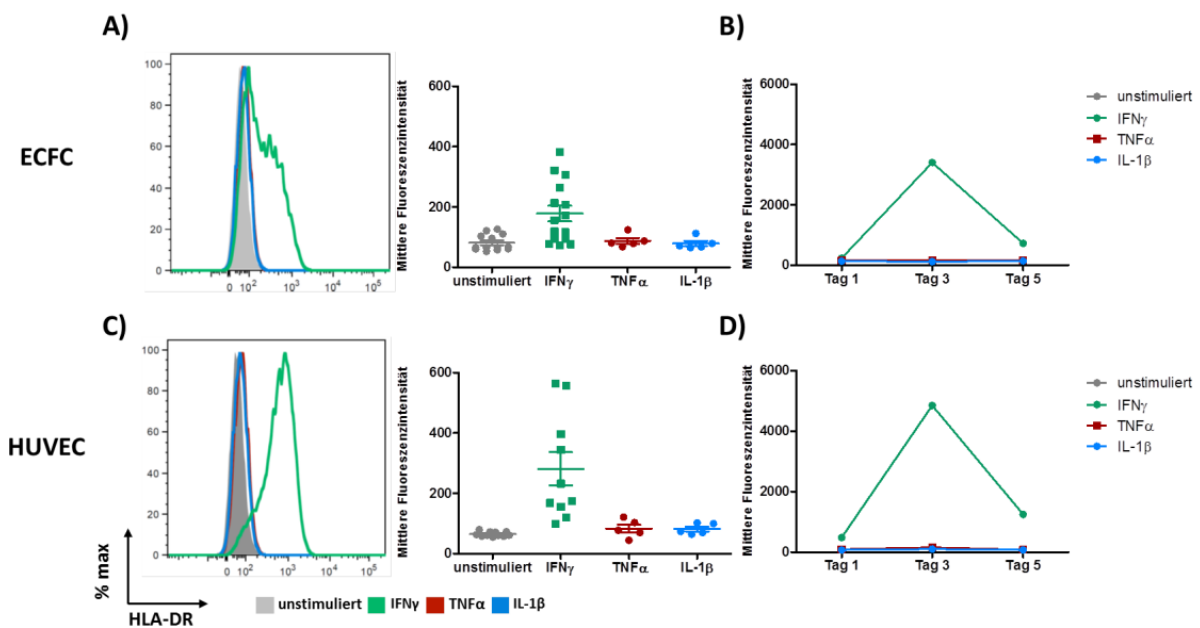 A)
B)
ECFC
100
80
60
40
20
0
0 10² 10³ 10⁴ 10⁵
Mittlere Fluoreszenzintensität
600
400
200
0
unstimuliert IFNγ TNFα IL-1β
Mittlere Fluoreszenzintensität
6000
4000
2000
0
Tag 1 Tag 3 Tag 5
unstimuliert
IFNγ
TNFα
IL-1β
C)
D)
HUVEC
100
80
60
40
20
0
0 10² 10³ 10⁴ 10⁵
% max
HLA-DR
Mittlere Fluoreszenzintensität
600
400
200
0
unstimuliert IFNγ TNFα IL-1β
Mittlere Fluoreszenzintensität
6000
4000
2000
0
Tag 1 Tag 3 Tag 5
unstimuliert
IFNγ
TNFα
IL-1β
unstimuliert IFNγ TNFα IL-1β